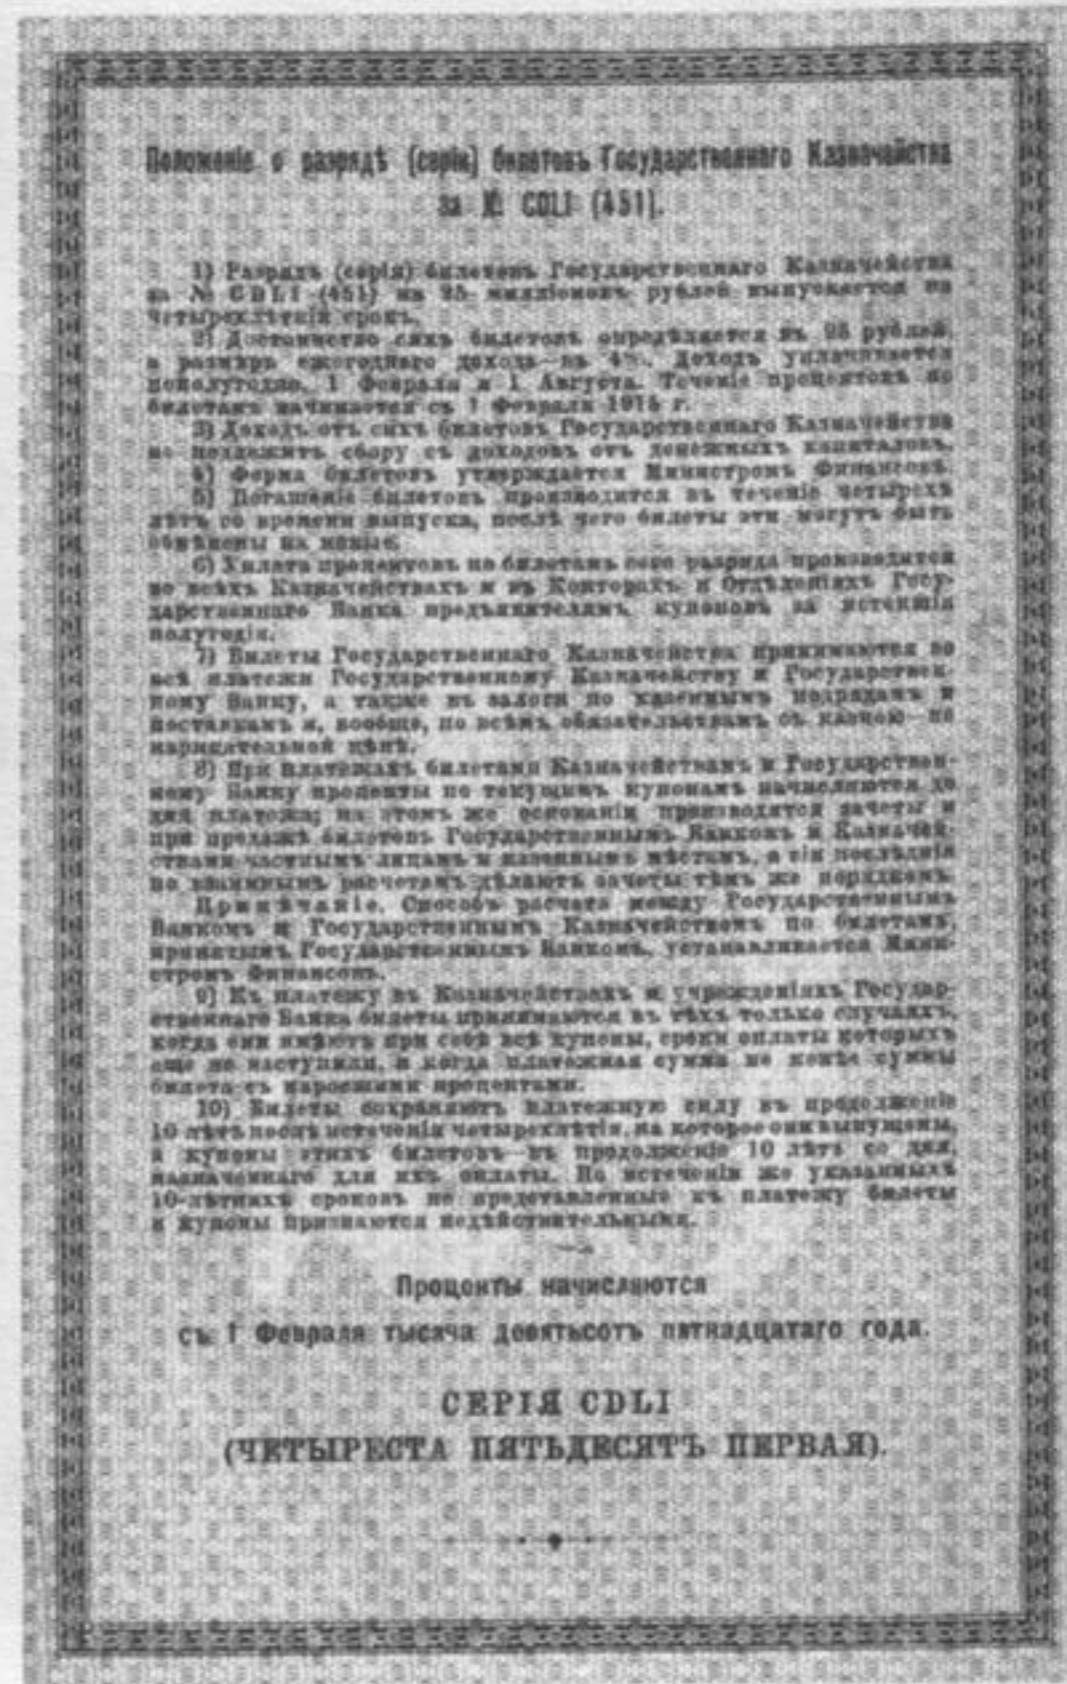 Положеніе о разрядѣ (серіи) билетовъ Государственнаго Казначейства
за № CDLI (451).
1) Разрядъ (серія) билетовъ Государственнаго Казначейства
за № CDLI (451) на 25 милліоновъ рублей выпускается на
четырехлѣтній срокъ.
2) Достоинство сихъ билетовъ опредѣляется въ 25 рублей,
а размѣръ ежегоднаго дохода—въ 4%. Доходъ уплачивается
пополугодно, 1 Февраля и 1 Августа. Теченіе процентовъ по
билетамъ начинается съ 1 Февраля 1915 г.
3) Доходъ отъ сихъ билетовъ Государственнаго Казначейства
не подлежитъ сбору съ доходовъ отъ денежныхъ капиталовъ.
4) Форма билетовъ утверждается Министромъ Финансовъ.
5) Погашеніе билетовъ производится въ теченіе четырехъ
лѣтъ со времени выпуска, послѣ чего билеты эти могутъ быть
обмѣнены на новые.
6) Уплата процентовъ по билетамъ сего разряда производится
во всѣхъ Казначействахъ и въ Конторахъ и Отдѣленіяхъ Госу-
дарственнаго Банка предъявителямъ купоновъ за истекшія
полугодія.
7) Билеты Государственнаго Казначейства принимаются во
всѣ платежи Государственному Казначейству и Государствен-
ному Банку, а также въ залоги по казеннымъ подрядамъ и
поставкамъ и, вообще, по всѣмъ обязательствамъ съ казною—по
нарицательной цѣнѣ.
8) При платежахъ билетами Казначействамъ и Государствен-
ному Банку проценты по текущимъ купонамъ начисляются до
дня платежа; на этомъ же основаніи производятся зачеты и
при продажѣ билетовъ Государственнымъ Банкомъ и Казначей-
ствами частнымъ лицамъ и казеннымъ мѣстамъ, а сіи послѣднія
по взаимнымъ расчетамъ дѣлаютъ зачеты тѣмъ же порядкомъ.
Примѣчаніе. Способъ расчета между Государственнымъ
Банкомъ и Государственнымъ Казначействомъ по билетамъ,
принятымъ Государственнымъ Банкомъ, устанавливается Мини-
стромъ Финансовъ.
9) Къ платежу въ Казначействахъ и учрежденіяхъ Государ-
ственнаго Банка билеты принимаются въ тѣхъ только случаяхъ,
когда они имѣютъ при себѣ всѣ купоны, сроки оплаты которыхъ
еще не наступили, и когда платежная сумма не менѣе суммы
билета съ наросшими процентами.
10) Билеты сохраняютъ платежную силу въ продолженіе
10 лѣтъ послѣ истеченія четырехлѣтія, на которое они выпущены,
а купоны этихъ билетовъ—въ продолженіе 10 лѣтъ со дня,
назначеннаго для ихъ оплаты. По истеченіи же указанныхъ
10-лѣтнихъ сроковъ не представленные къ платежу билеты
и купоны признаются недѣйствительными.
Проценты начисляются
съ 1 Февраля тысяча девятьсотъ пятнадцатаго года.
СЕРІЯ CDLI
(ЧЕТЫРЕСТА ПЯТЬДЕСЯТЪ ПЕРВАЯ).